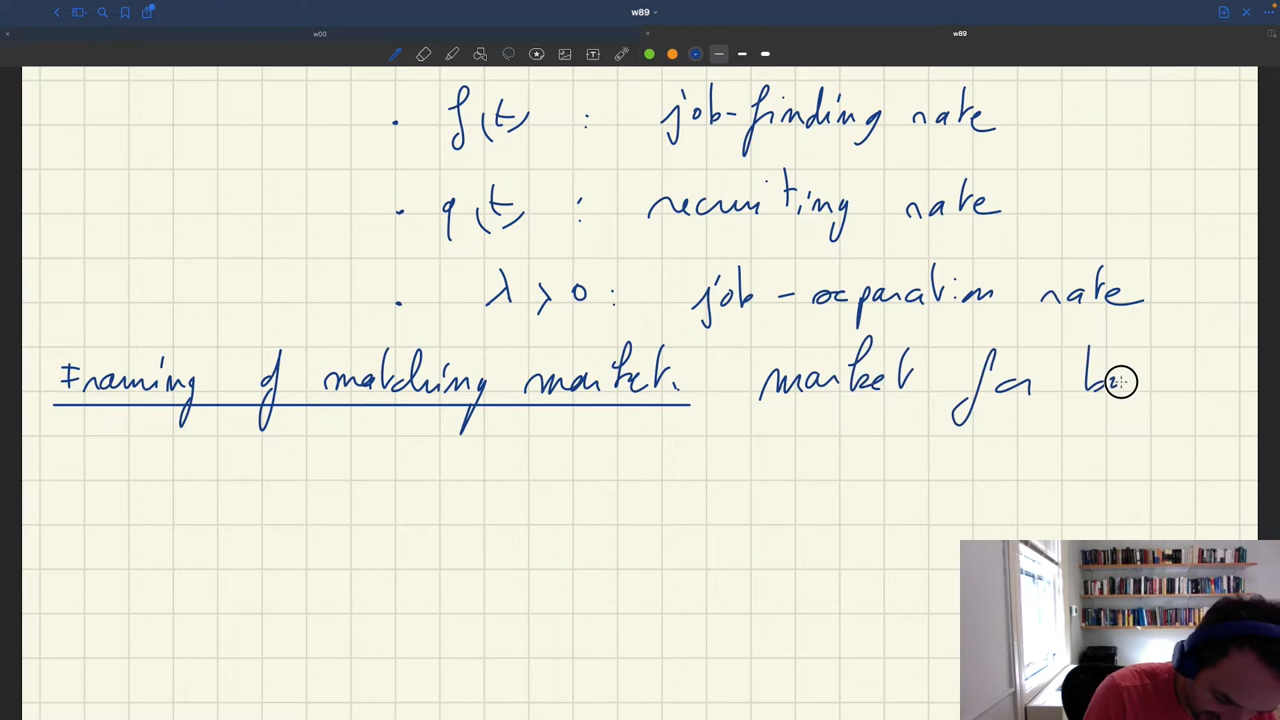 w89
w00
w89
· f(t) : job-finding rate
· q(t) : recruiting rate
· λ > 0 : job-separation rate
Framing of matching market. market for